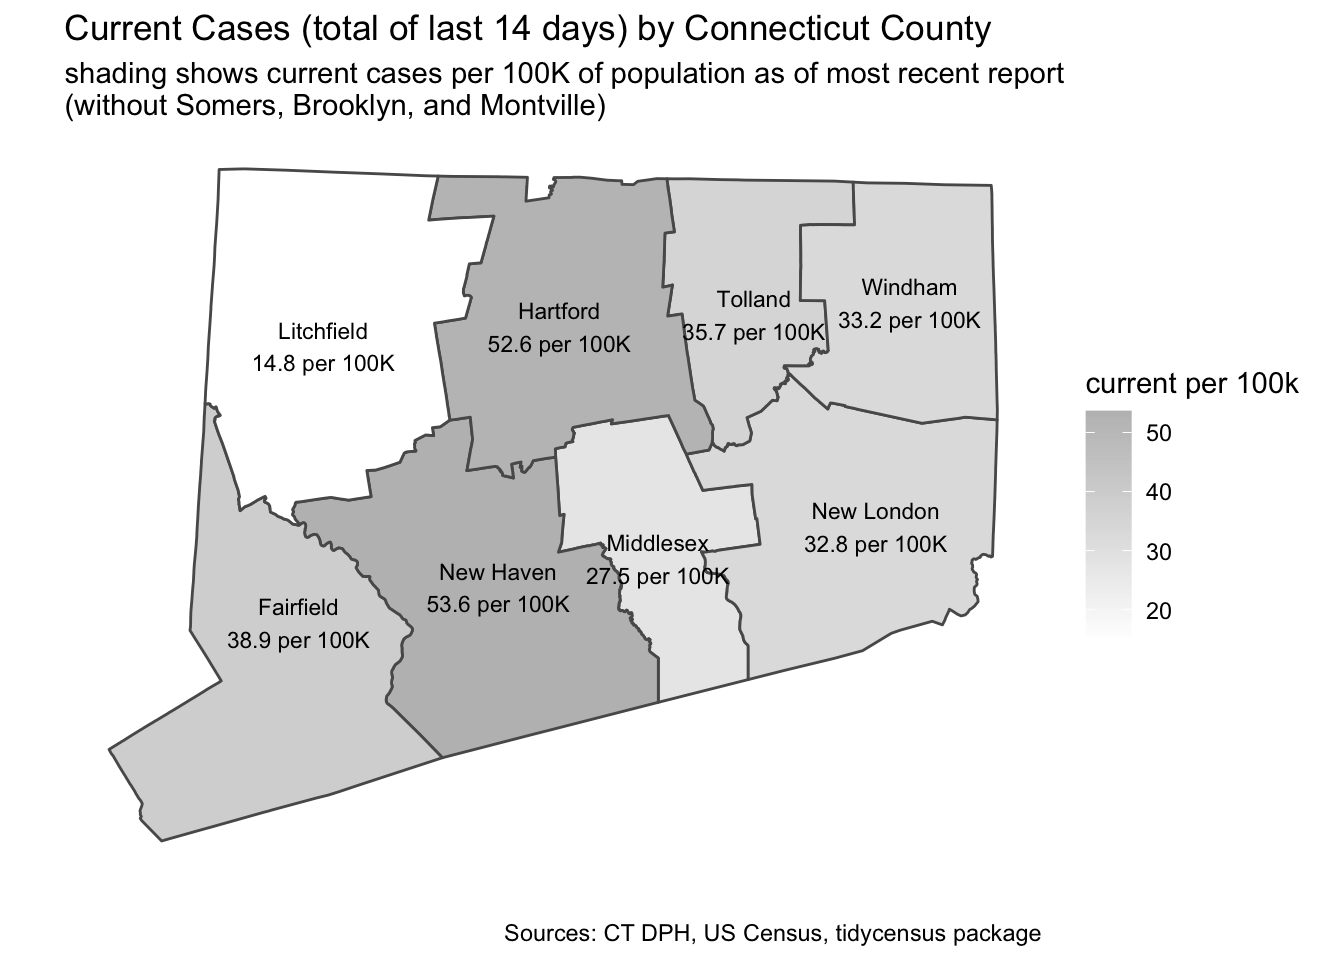 Current Cases (total of last 14 days) by Connecticut County
shading shows current cases per 100K of population as of most recent report
(without Somers, Brooklyn, and Montville)
Litchfield
14.8 per 100K
Hartford
52.6 per 100K
Tolland
35.7 per 100K
Windham
33.2 per 100K
New London
32.8 per 100K
Middlesex
27.5 per 100K
New Haven
53.6 per 100K
Fairfield
38.9 per 100K
current per 100k
50
40
30
20
Sources: CT DPH, US Census, tidycensus package